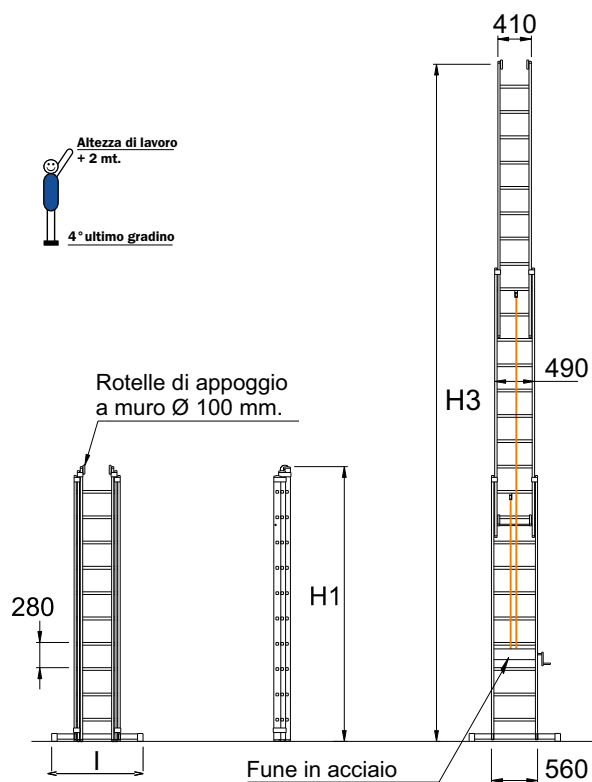 410
Altezza di lavoro
+ 2 mt.
4° ultimo gradino
H3
490
Rotelle di appoggio
a muro Ø 100 mm.
H1
280
I
Fune in acciaio
560